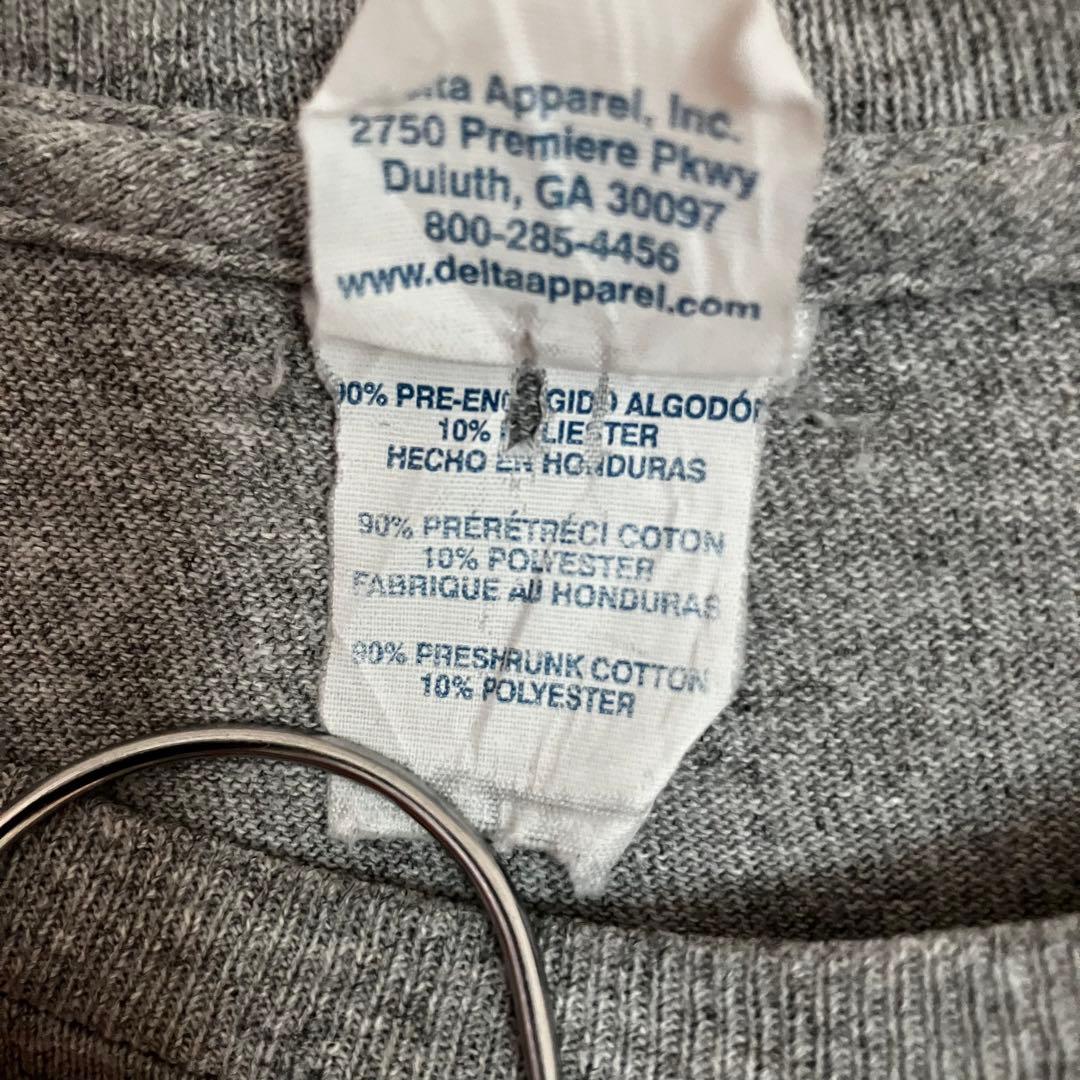 Apparel, Inc.
2750 Premiere Pkwy
Duluth, GA 30097
800-285-4456
www.deltaapparel.com
90% PRE-ENCOGIDO ALGODÓN
10% POLIESTER
HECHO EN HONDURAS
90% PRÉRÉTRÉCI COTON
10% POLYESTER
FABRIQUE AU HONDURAS
90% PRESHRUNK COTTON
10% POLYESTER